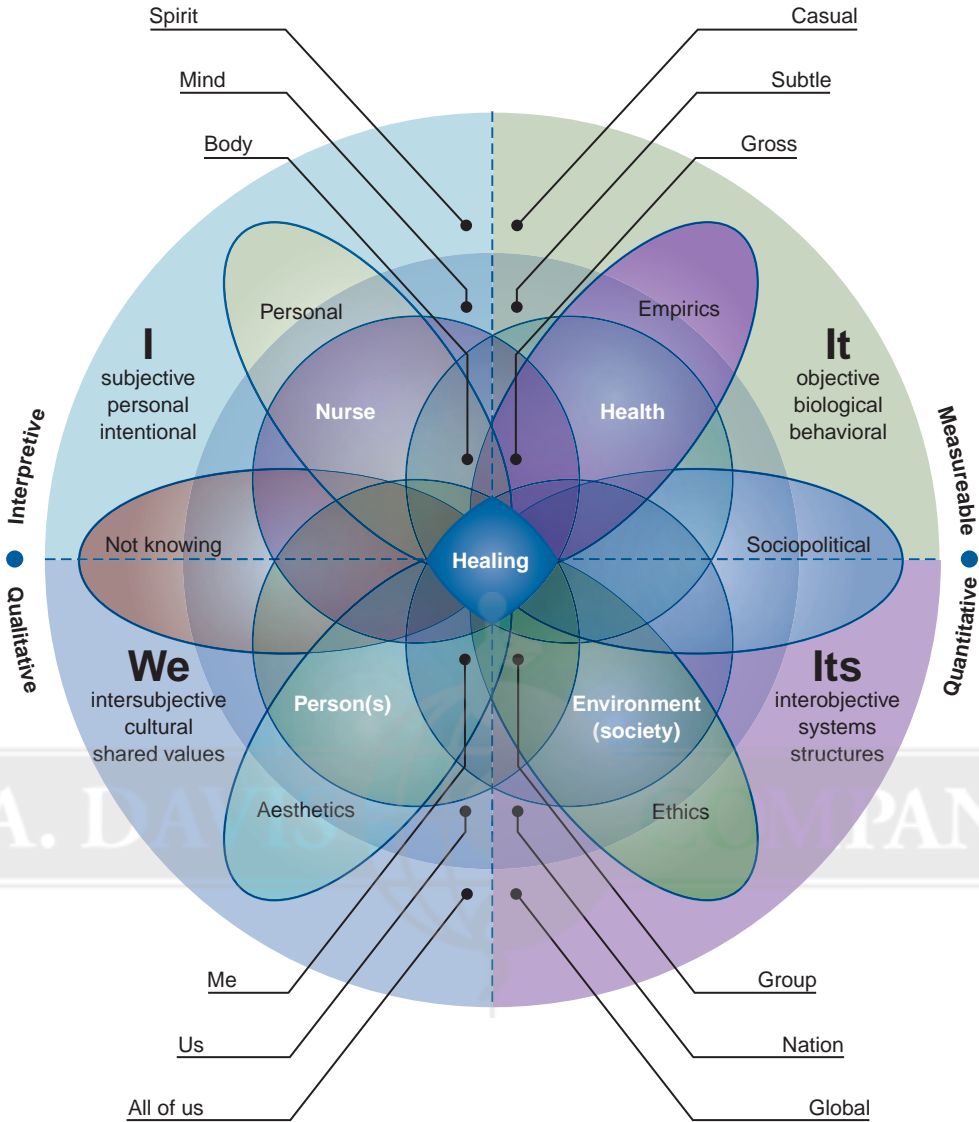 Spirit
Casual
Mind
Subtle
Body
Gross
Personal
Empirics
I
subjective
personal
intentional
It
objective
biological
behavioral
Nurse
Health
Interpretive
Measureable
Not knowing
Healing
Sociopolitical
Qualitative
Quantitative
We
intersubjective
cultural
shared values
Its
interobjective
systems
structures
Person(s)
Environment
(society)
Aesthetics
Ethics
A. DAVIS COMPAN
Me
Group
Us
Nation
All of us
Global